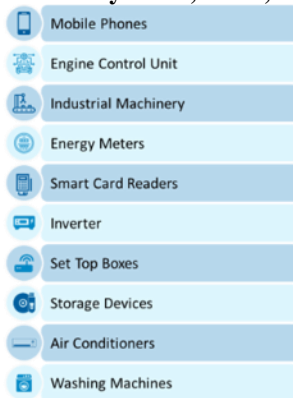 Mobile Phones
Engine Control Unit
Industrial Machinery
Energy Meters
Smart Card Readers
Inverter
Set Top Boxes
Storage Devices
Air Conditioners
Washing Machines